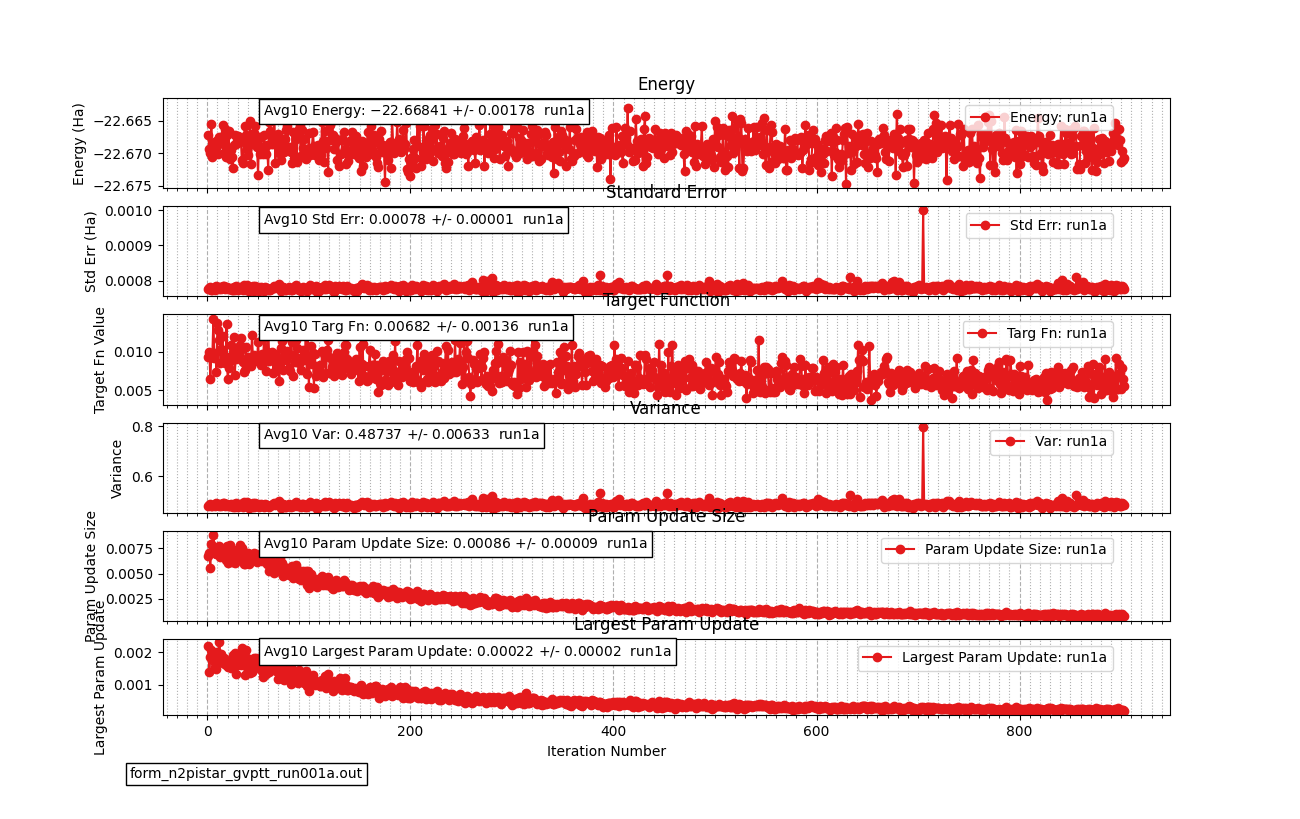 Energy
Energy (Ha)
−22.665
−22.670
−22.675
Avg10 Energy: −22.66841 +/- 0.00178 run1a
Energy: run1a
Standard Error
Std Err (Ha)
0.0010
0.0009
0.0008
Avg10 Std Err: 0.00078 +/- 0.00001 run1a
Std Err: run1a
Target Function
Target Fn Value
0.010
0.005
Avg10 Targ Fn: 0.00682 +/- 0.00136 run1a
Targ Fn: run1a
Variance
Variance
0.8
0.6
Avg10 Var: 0.48737 +/- 0.00633 run1a
Var: run1a
Param Update Size
Param Update Size
0.0075
0.0050
0.0025
Avg10 Param Update Size: 0.00086 +/- 0.00009 run1a
Param Update Size: run1a
Largest Param Update
Largest Param Update
0.002
0.001
Avg10 Largest Param Update: 0.00022 +/- 0.00002 run1a
Largest Param Update: run1a
0 200 400 600 800
Iteration Number
form_n2pistar_gvptt_run001a.out